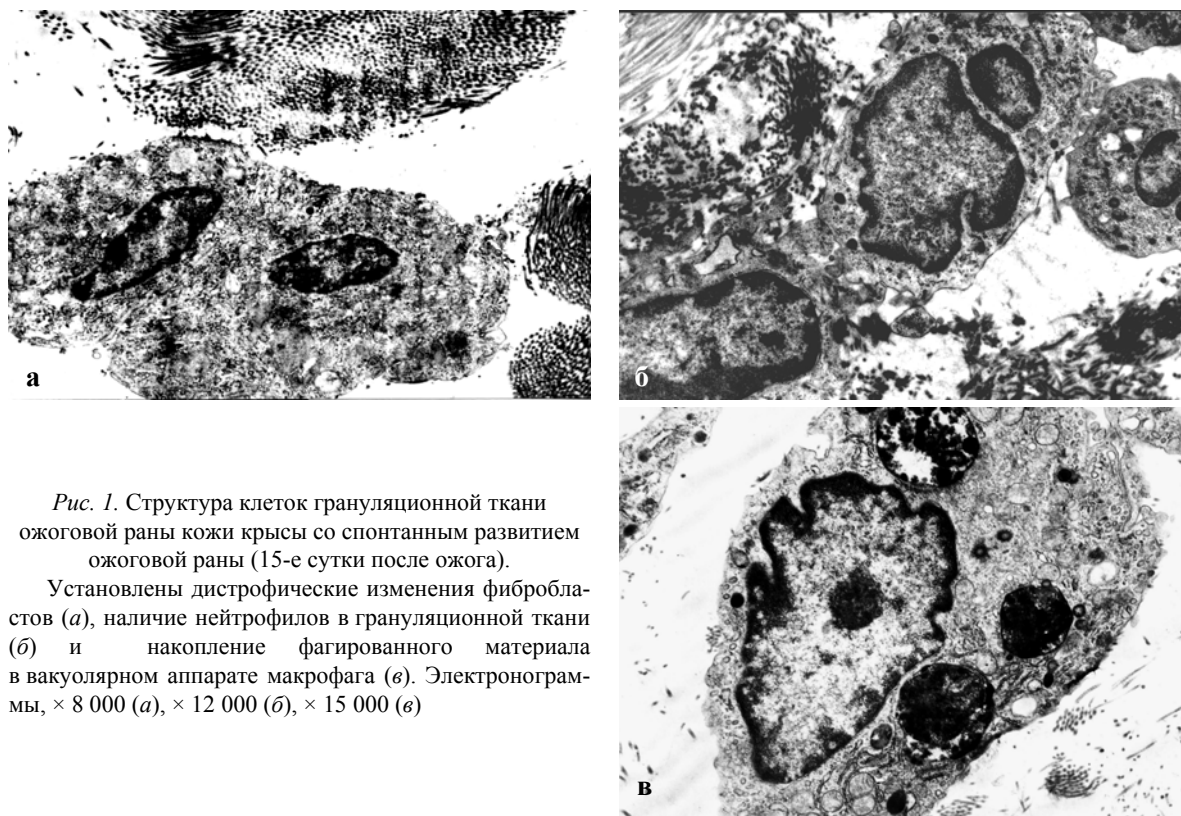 а
б
Рис. 1. Структура клеток грануляционной ткани
ожоговой раны кожи крысы со спонтанным развитием
ожоговой раны (15-е сутки после ожога).
Установлены дистрофические изменения фибробла-
стов (а), наличие нейтрофилов в грануляционной ткани
(б) и накопление фагированного материала
в вакуолярном аппарате макрофага (в). Электронограм-
мы, × 8 000 (а), × 12 000 (б), × 15 000 (в)
в